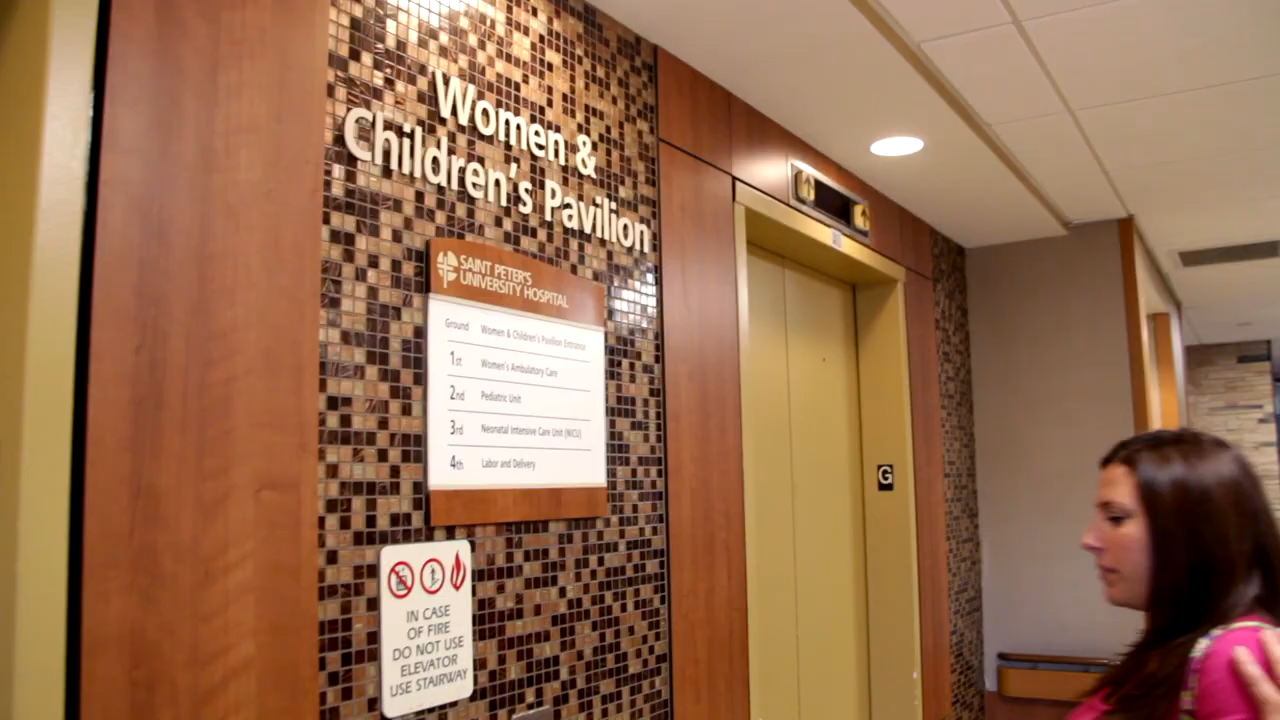 Women &
Children's Pavilion
SAINT PETER'S
UNIVERSITY HOSPITAL
Ground Women & Children's Pavilion Entrance
1st Women's Ambulatory Care
2nd Pediatric Unit
3rd Neonatal Intensive Care Unit (NICU)
4th Labor and Delivery
IN CASE
OF FIRE
DO NOT USE
ELEVATOR
USE STAIRWAY
G